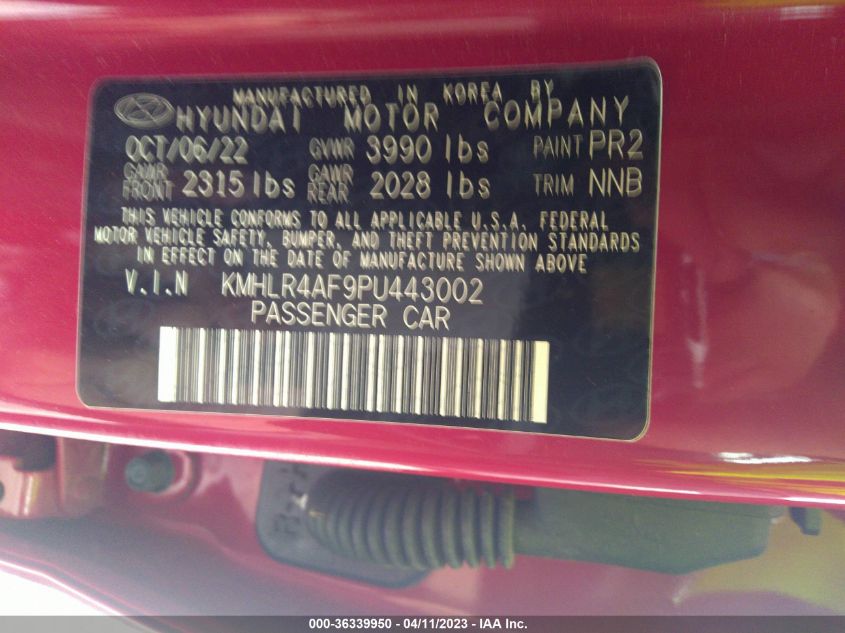 MANUFACTURED IN KOREA BY
HYUNDAI MOTOR COMPANY
OCT/06/22 GVWR 3990 lbs PAINT PR2
GAWR FRONT 2315 lbs GAWR REAR 2028 lbs TRIM NNB
THIS VEHICLE CONFORMS TO ALL APPLICABLE U.S.A. FEDERAL
MOTOR VEHICLE SAFETY, BUMPER, AND THEFT PREVENTION STANDARDS
IN EFFECT ON THE DATE OF MANUFACTURE SHOWN ABOVE
V.I.N KMHLR4AF9PU443002
PASSENGER CAR
000-36339950 - 04/11/2023 - IAA Inc.